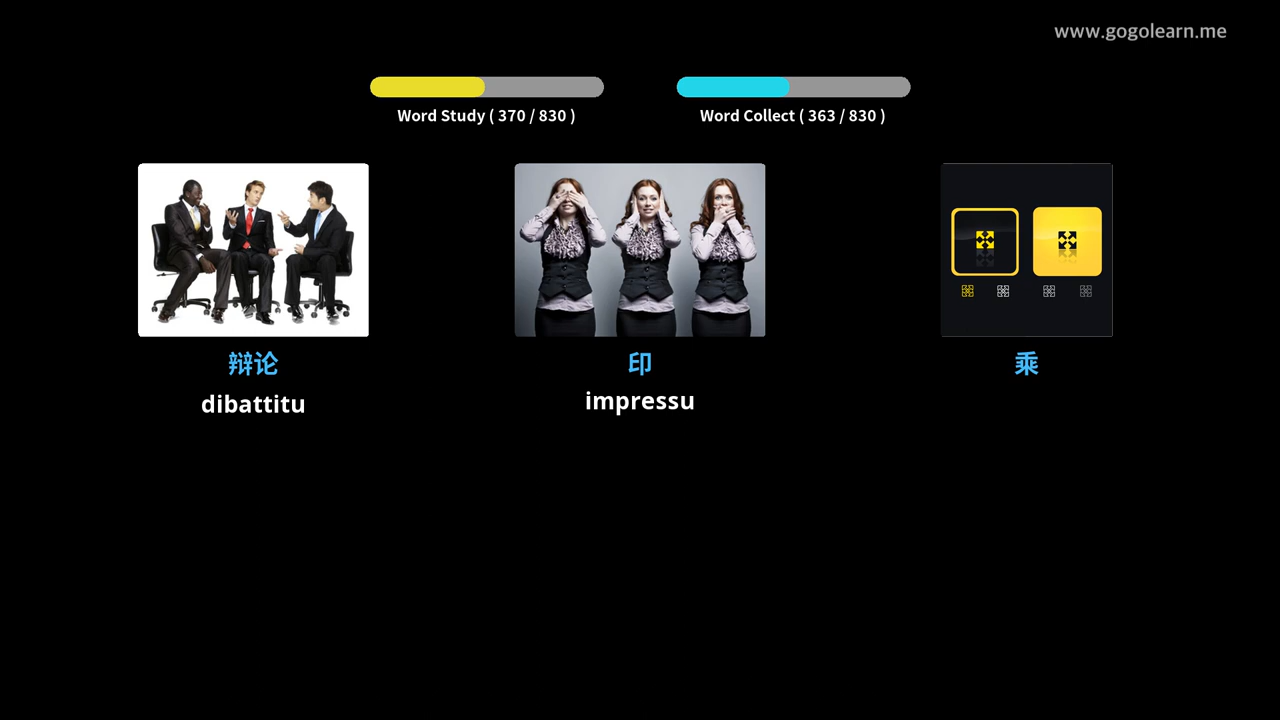 www.gogolearn.me
Word Study ( 370 / 830 )
Word Collect ( 363 / 830 )
辩论
印
乘
dibattitu
impressu